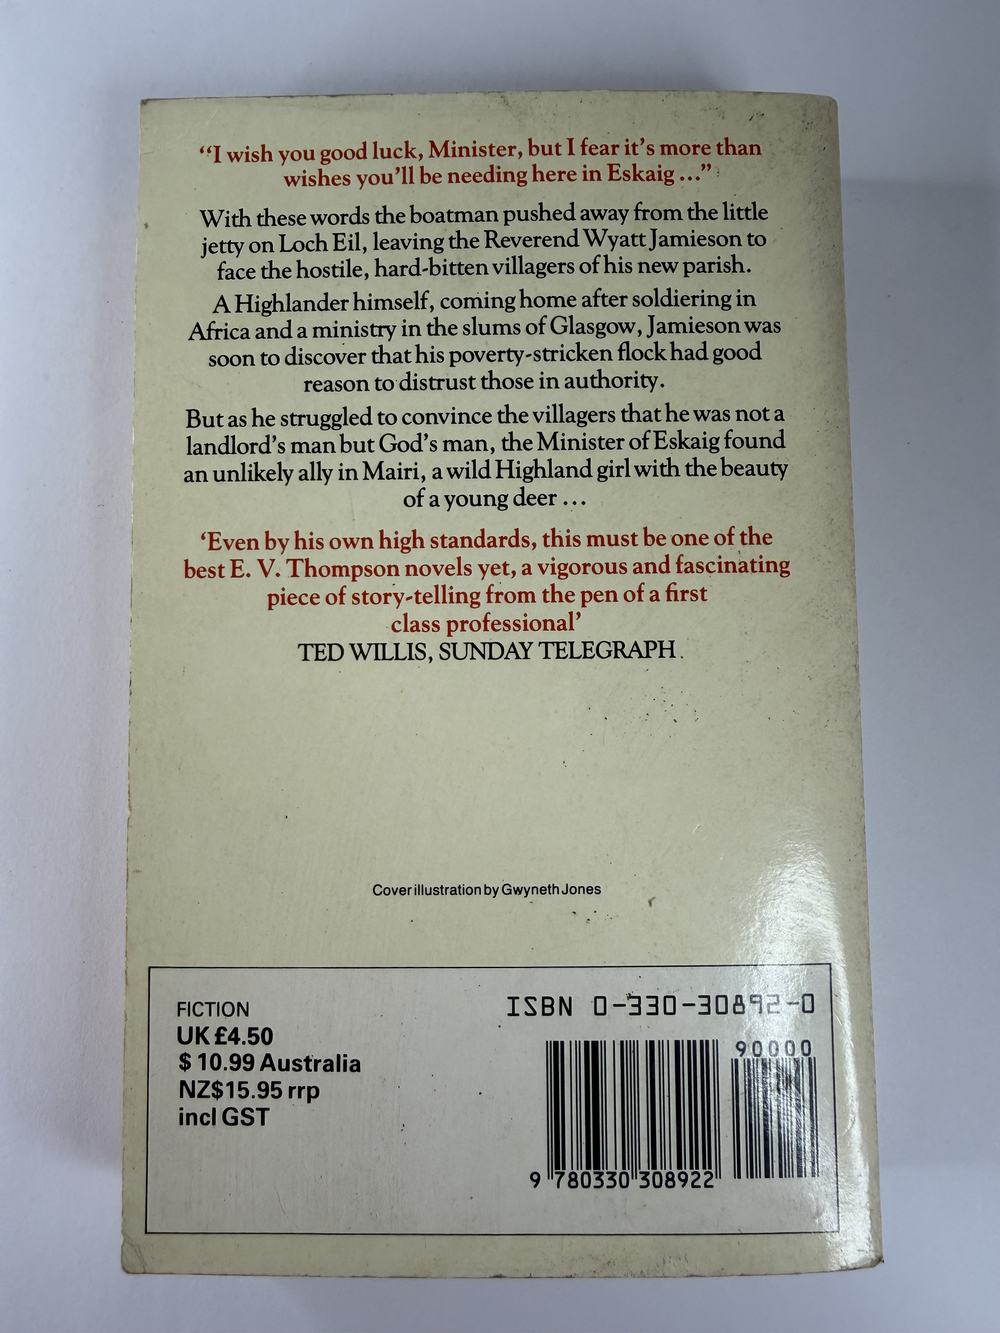 “I wish you good luck, Minister, but I fear it’s more than
wishes you’ll be needing here in Eskaig ...”
With these words the boatman pushed away from the little
jetty on Loch Eil, leaving the Reverend Wyatt Jamieson to
face the hostile, hard-bitten villagers of his new parish.
A Highlander himself, coming home after soldiering in
Africa and a ministry in the slums of Glasgow, Jamieson was
soon to discover that his poverty-stricken flock had good
reason to distrust those in authority.
But as he struggled to convince the villagers that he was not a
landlord’s man but God’s man, the Minister of Eskaig found
an unlikely ally in Mairi, a wild Highland girl with the beauty
of a young deer ...
‘Even by his own high standards, this must be one of the
best E. V. Thompson novels yet, a vigorous and fascinating
piece of story-telling from the pen of a first
class professional’
TED WILLIS, SUNDAY TELEGRAPH.
Cover illustration by Gwyneth Jones
FICTION
UK £4.50
$ 10.99 Australia
NZ$15.95 rrp
incl GST
ISBN 0-330-30892-0
90000
9 780330 308922